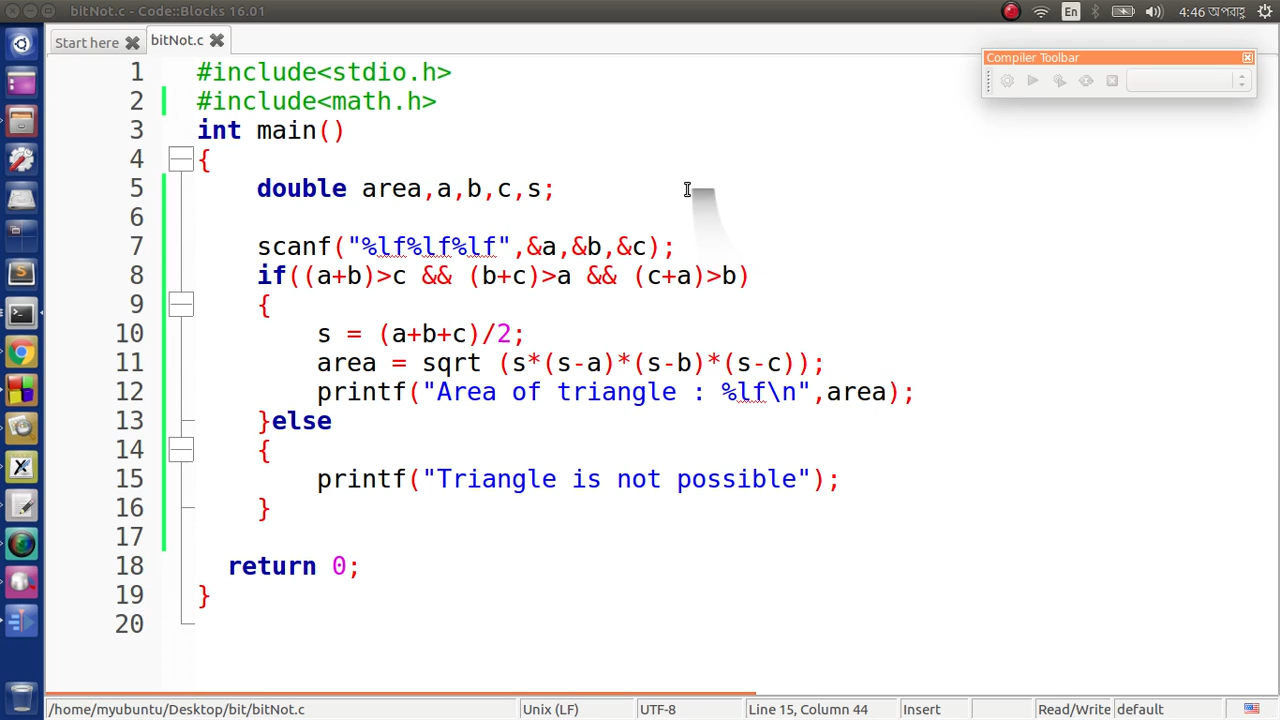 bitNot.c - Code::Blocks 16.01
En
4:46 অপরাহ্
Start here
bitNot.c
Compiler Toolbar
1 #include<stdio.h>
2 #include<math.h>
3 int main()
4 {
5 double area,a,b,c,s;
6
7 scanf("%lf%lf%lf",&a,&b,&c);
8 if((a+b)>c && (b+c)>a && (c+a)>b)
9 {
10 s = (a+b+c)/2;
11 area = sqrt (s*(s-a)*(s-b)*(s-c));
12 printf("Area of triangle : %lf\n",area);
13 }else
14 {
15 printf("Triangle is not possible");
16 }
17
18 return 0;
19 }
20
/home/myubuntu/Desktop/bit/bitNot.c
Unix (LF)
UTF-8
Line 15, Column 44
Insert
Read/Write
default